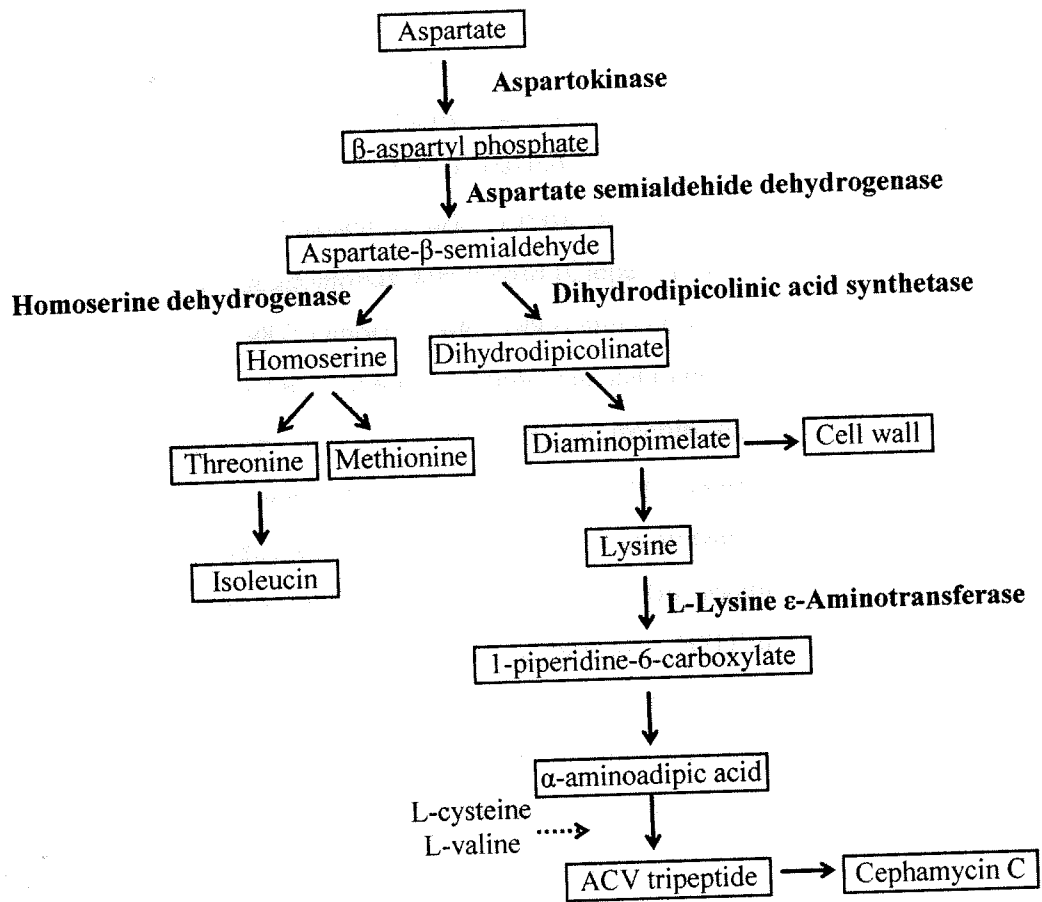 Aspartate
Aspartokinase
β-aspartyl phosphate
Aspartate semialdehide dehydrogenase
Aspartate-β-semialdehyde
Homoserine dehydrogenase
Dihydrodipicolinic acid synthetase
Homoserine
Dihydrodipicolinate
Threonine
Methionine
Diaminopimelate
Cell wall
Lysine
Isoleucin
L-Lysine ε-Aminotransferase
1-piperidine-6-carboxylate
α-aminoadipic acid
L-cysteine
L-valine
ACV tripeptide
Cephamycin C